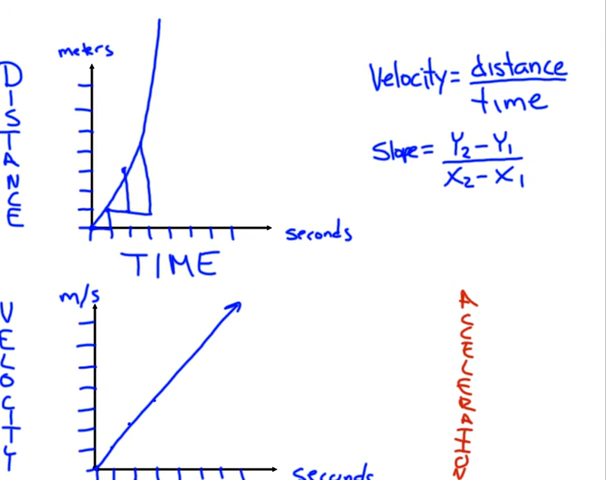 meters
DISTANCE
seconds
TIME
Velocity = distance / time
Slope = Y₂ - Y₁ / X₂ - X₁
m/s
VELOCITY
seconds
ACCELERATION